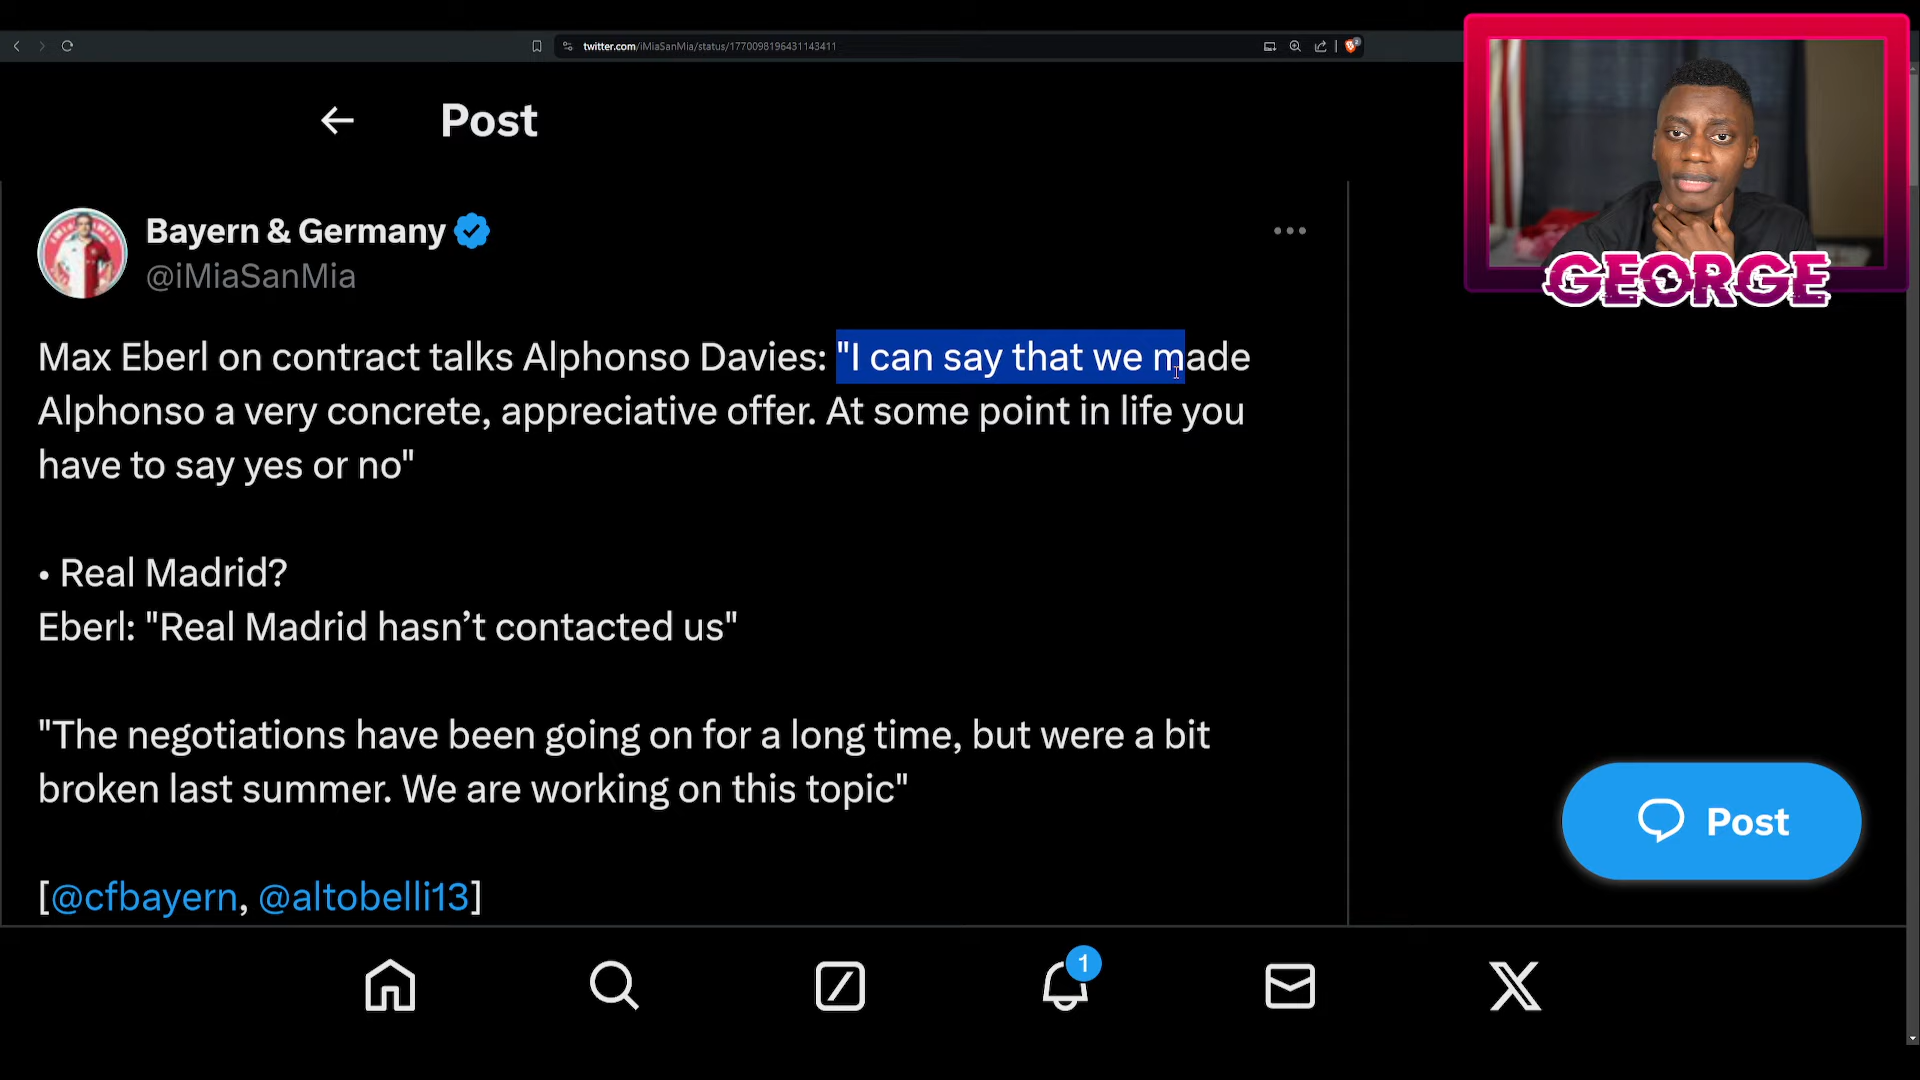 twitter.com/iMiaSanMia/status/1770098196431143411
Post
Bayern & Germany
@iMiaSanMia
GEORGE
Max Eberl on contract talks Alphonso Davies: "I can say that we made
Alphonso a very concrete, appreciative offer. At some point in life you
have to say yes or no"
• Real Madrid?
Eberl: "Real Madrid hasn’t contacted us"
"The negotiations have been going on for a long time, but were a bit
broken last summer. We are working on this topic"
Post
[@cfbayern, @altobelli13]
1